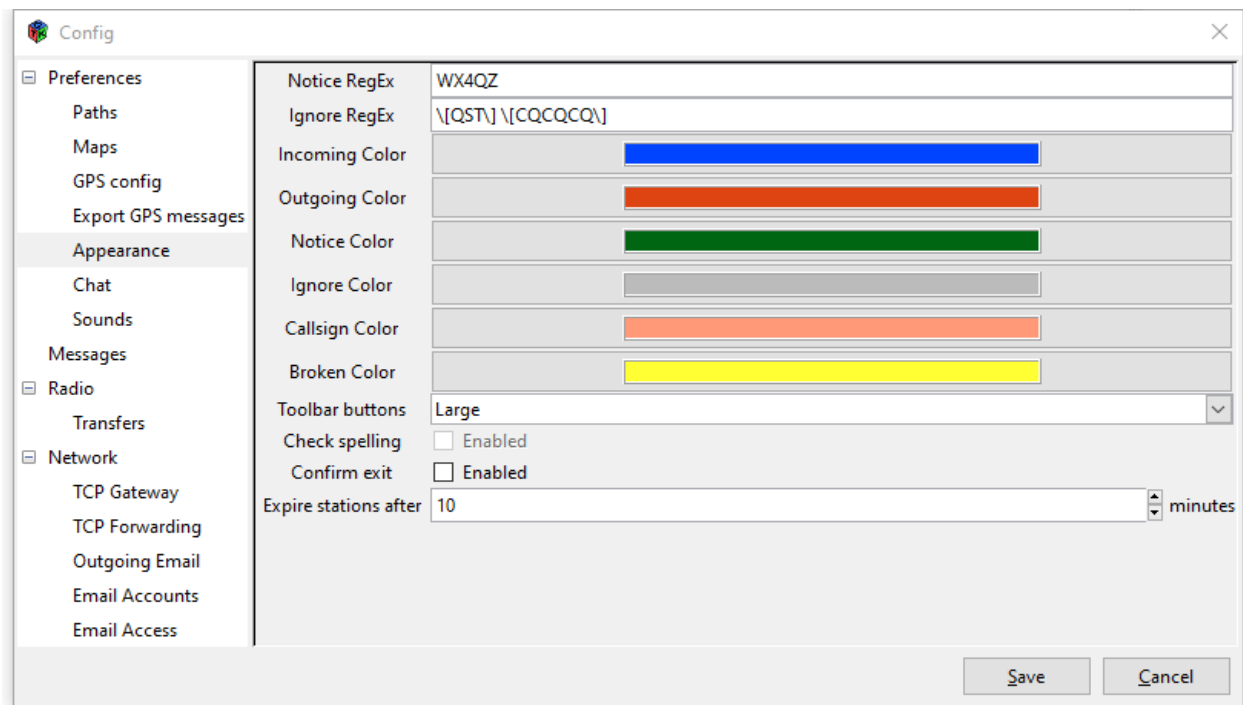 Config
Preferences
Paths
Maps
GPS config
Export GPS messages
Appearance
Chat
Sounds
Messages
Radio
Transfers
Network
TCP Gateway
TCP Forwarding
Outgoing Email
Email Accounts
Email Access
Notice RegEx WX4QZ
Ignore RegEx \[QST\] \[CQCQCQ\]
Incoming Color
Outgoing Color
Notice Color
Ignore Color
Callsign Color
Broken Color
Toolbar buttons Large
Check spelling Enabled
Confirm exit Enabled
Expire stations after 10 minutes
Save Cancel